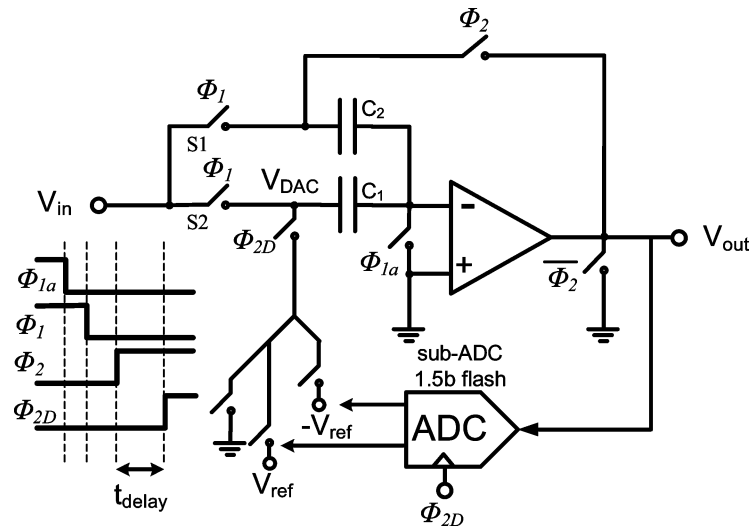 Φ2
Φ1
C2
S1
Φ1
VDAC
C1
Vin
S2
Φ2D
Φ1a
Vout
Φ̅2̅
Φ1a
Φ1
Φ2
Φ2D
tdelay
sub-ADC
1.5b flash
-Vref
ADC
Vref
Φ2D
-
+